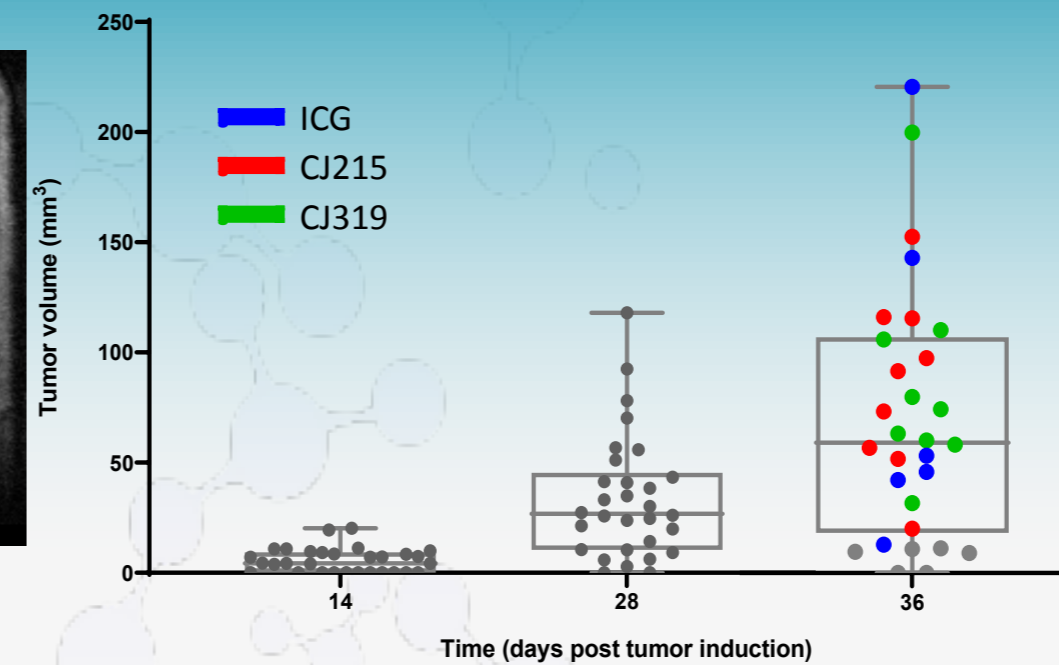 250
200
150
100
50
0
Tumor volume (mm³)
ICG
CJ215
CJ319
14 28 36
Time (days post tumor induction)